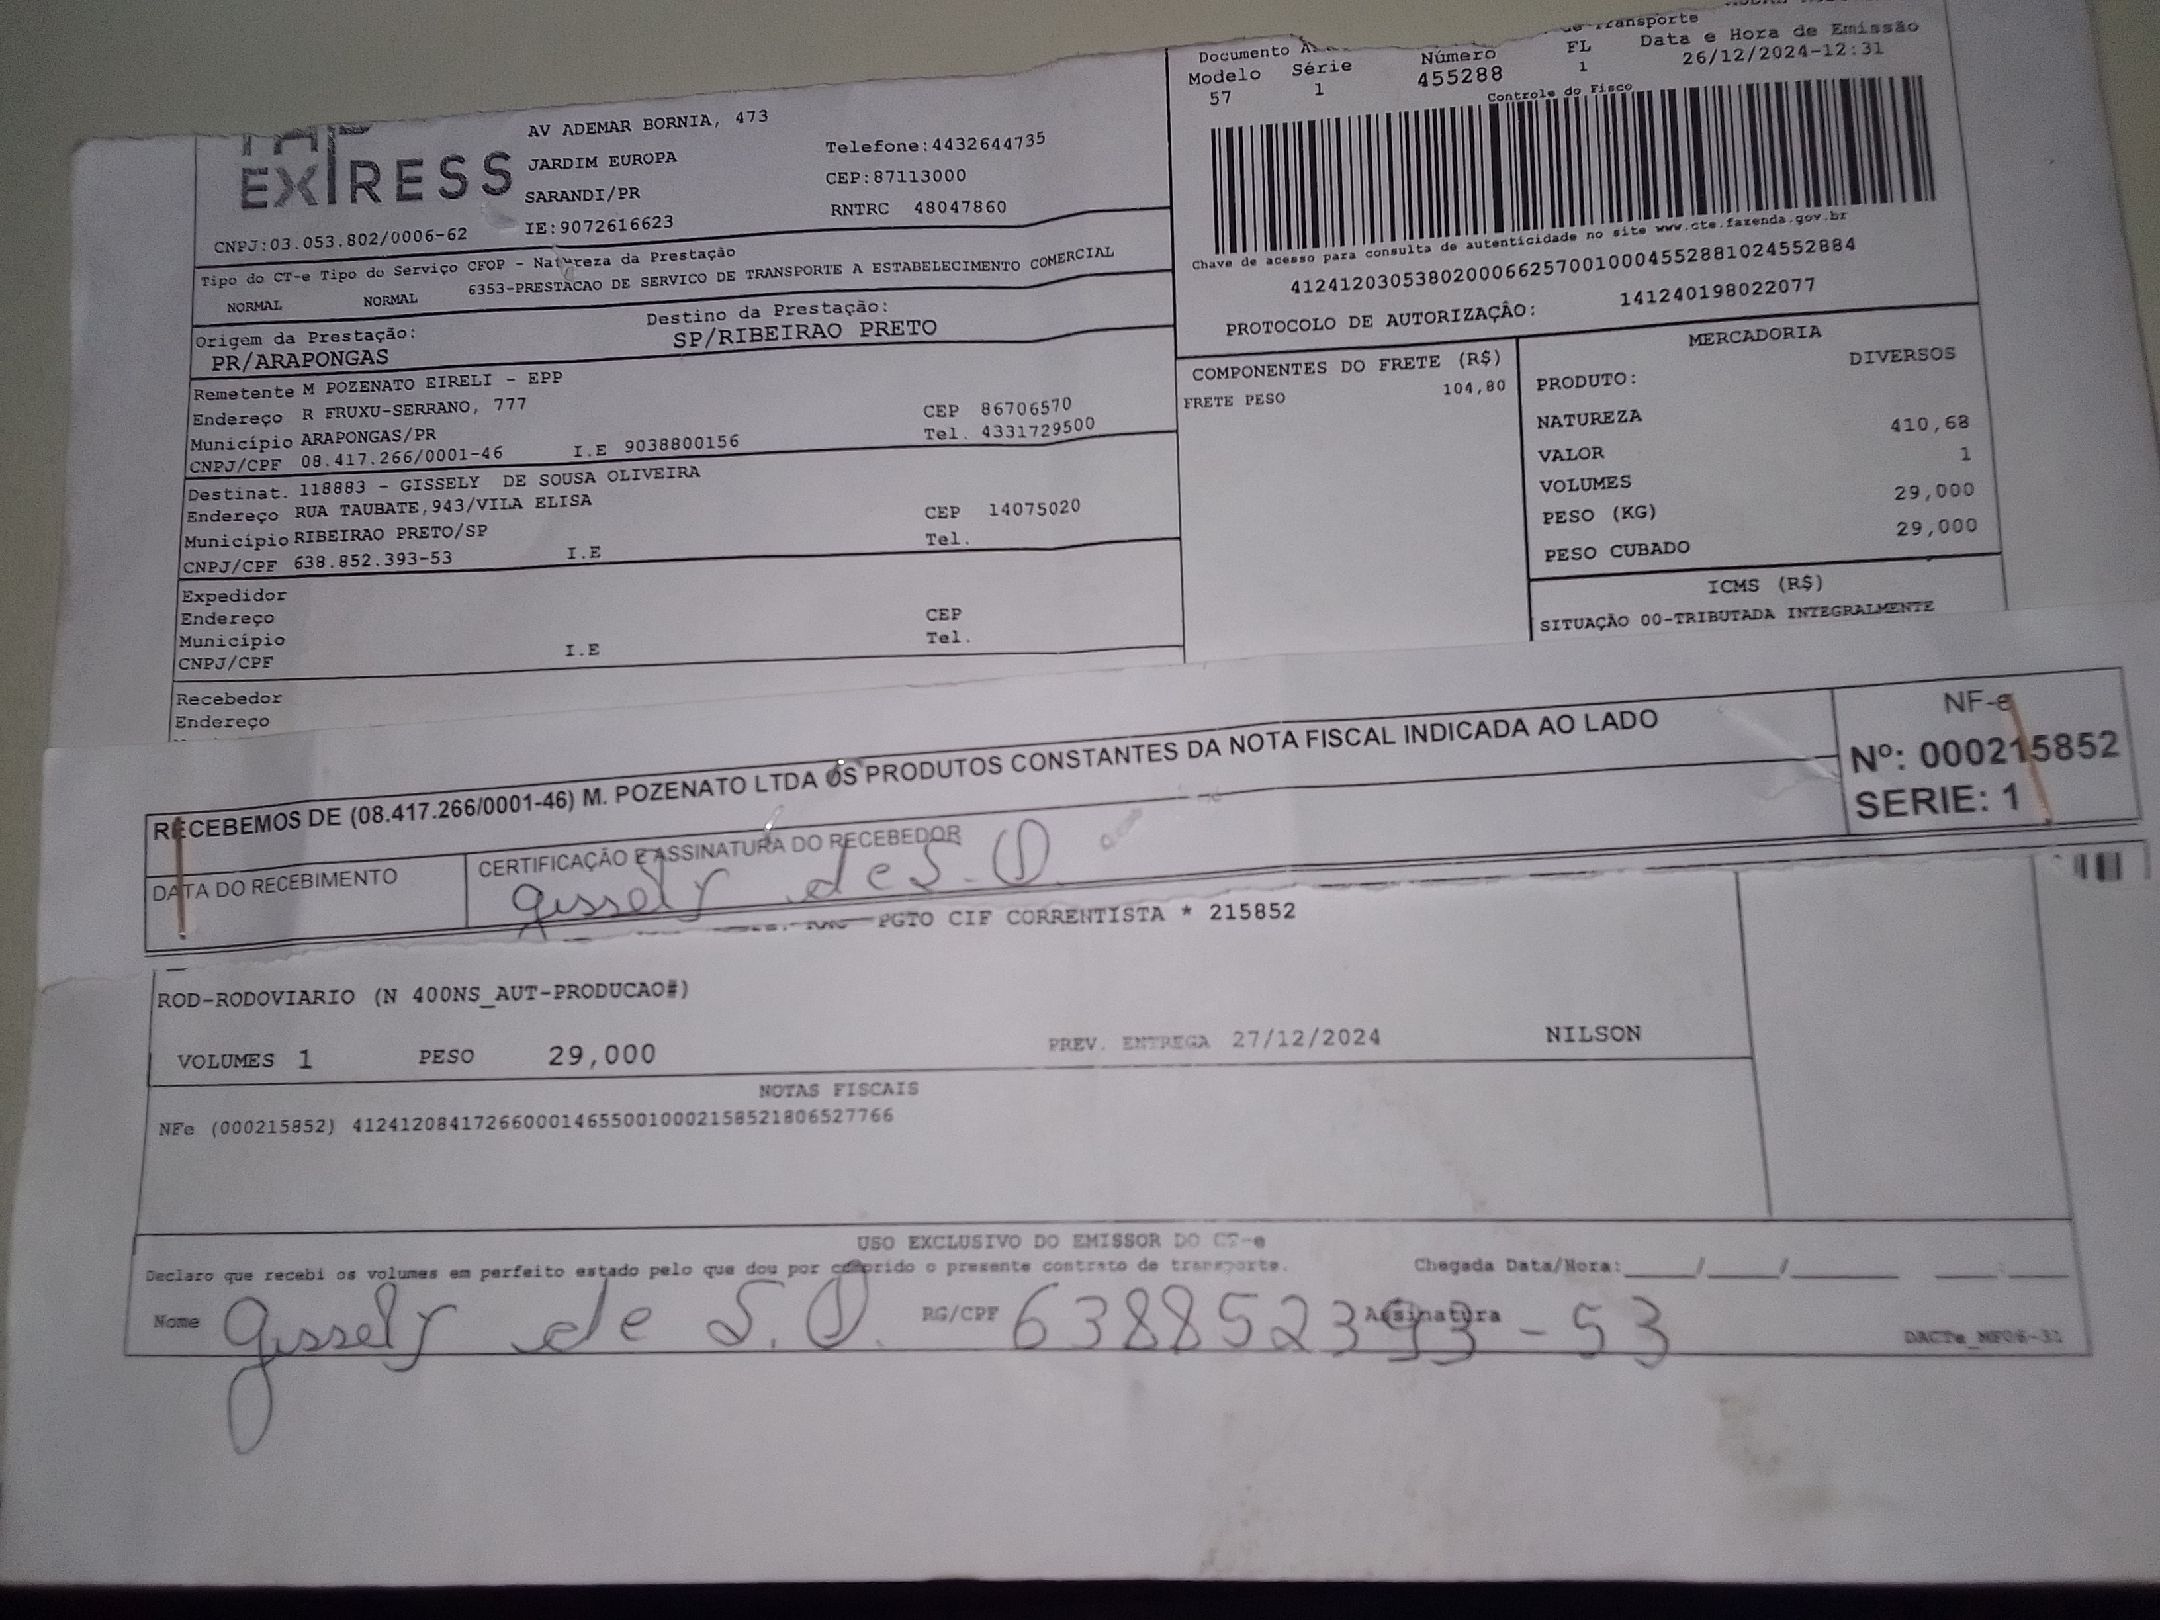 EXPRESS
CNPJ:03.053.802/0006-62
AV ADEMAR BORNIA, 473
JARDIM EUROPA
SARANDI/PR
IE:9072616623
Telefone:4432644735
CEP:87113000
RNTRC 48047860
Documento
Transporte
Modelo Série Número FL Data e Hora de Emissão
57 1 455288 1 26/12/2024-12:31
Controle do Fisco
Chave de acesso para consulta de autenticidade no site www.cte.fazenda.gov.br
41241203053802000662570010004552881024552884
PROTOCOLO DE AUTORIZAÇÃO: 141240198022077
Tipo do CT-e Tipo do Serviço CFOP - Natureza da Prestação
NORMAL NORMAL 6353-PRESTACAO DE SERVICO DE TRANSPORTE A ESTABELECIMENTO COMERCIAL
Origem da Prestação: Destino da Prestação:
PR/ARAPONGAS SP/RIBEIRAO PRETO
Remetente M POZENATO EIRELI - EPP
Endereço R FRUXU-SERRANO, 777 CEP 86706570
Município ARAPONGAS/PR Tel. 4331729500
CNPJ/CPF 08.417.266/0001-46 I.E 9038800156
Destinat. 118883 - GISSELY DE SOUSA OLIVEIRA
Endereço RUA TAUBATE,943/VILA ELISA CEP 14075020
Município RIBEIRAO PRETO/SP Tel.
CNPJ/CPF 638.852.393-53 I.E
Expedidor
Endereço CEP
Município Tel.
CNPJ/CPF I.E
Recebedor
Endereço
COMPONENTES DO FRETE (R$)
FRETE PESO 104,80
MERCADORIA
PRODUTO: DIVERSOS
NATUREZA
VALOR 410,68
VOLUMES 1
PESO (KG) 29,000
PESO CUBADO 29,000
ICMS (R$)
SITUAÇÃO 00-TRIBUTADA INTEGRALMENTE
RECEBEMOS DE (08.417.266/0001-46) M. POZENATO LTDA OS PRODUTOS CONSTANTES DA NOTA FISCAL INDICADA AO LADO
NF-e
Nº: 000215852
SERIE: 1
DATA DO RECEBIMENTO
CERTIFICAÇÃO E ASSINATURA DO RECEBEDOR
Gissely de S. O.
PGTO CIF CORRENTISTA * 215852
ROD-RODOVIARIO (N 400NS_AUT-PRODUCAO#)
VOLUMES 1 PESO 29,000 PREV. ENTREGA 27/12/2024 NILSON
NOTAS FISCAIS
NFe (000215852) 41241208417266000146550010002158521806527766
USO EXCLUSIVO DO EMISSOR DO CT-e
Declaro que recebi os volumes em perfeito estado pelo que dou por cumprido o presente contrato de transporte. Chegada Data/Hora:____/____/______ ___:___
Nome Gissely de S. O. RG/CPF 638852393-53 Assinatura
DACTe_MF06-31